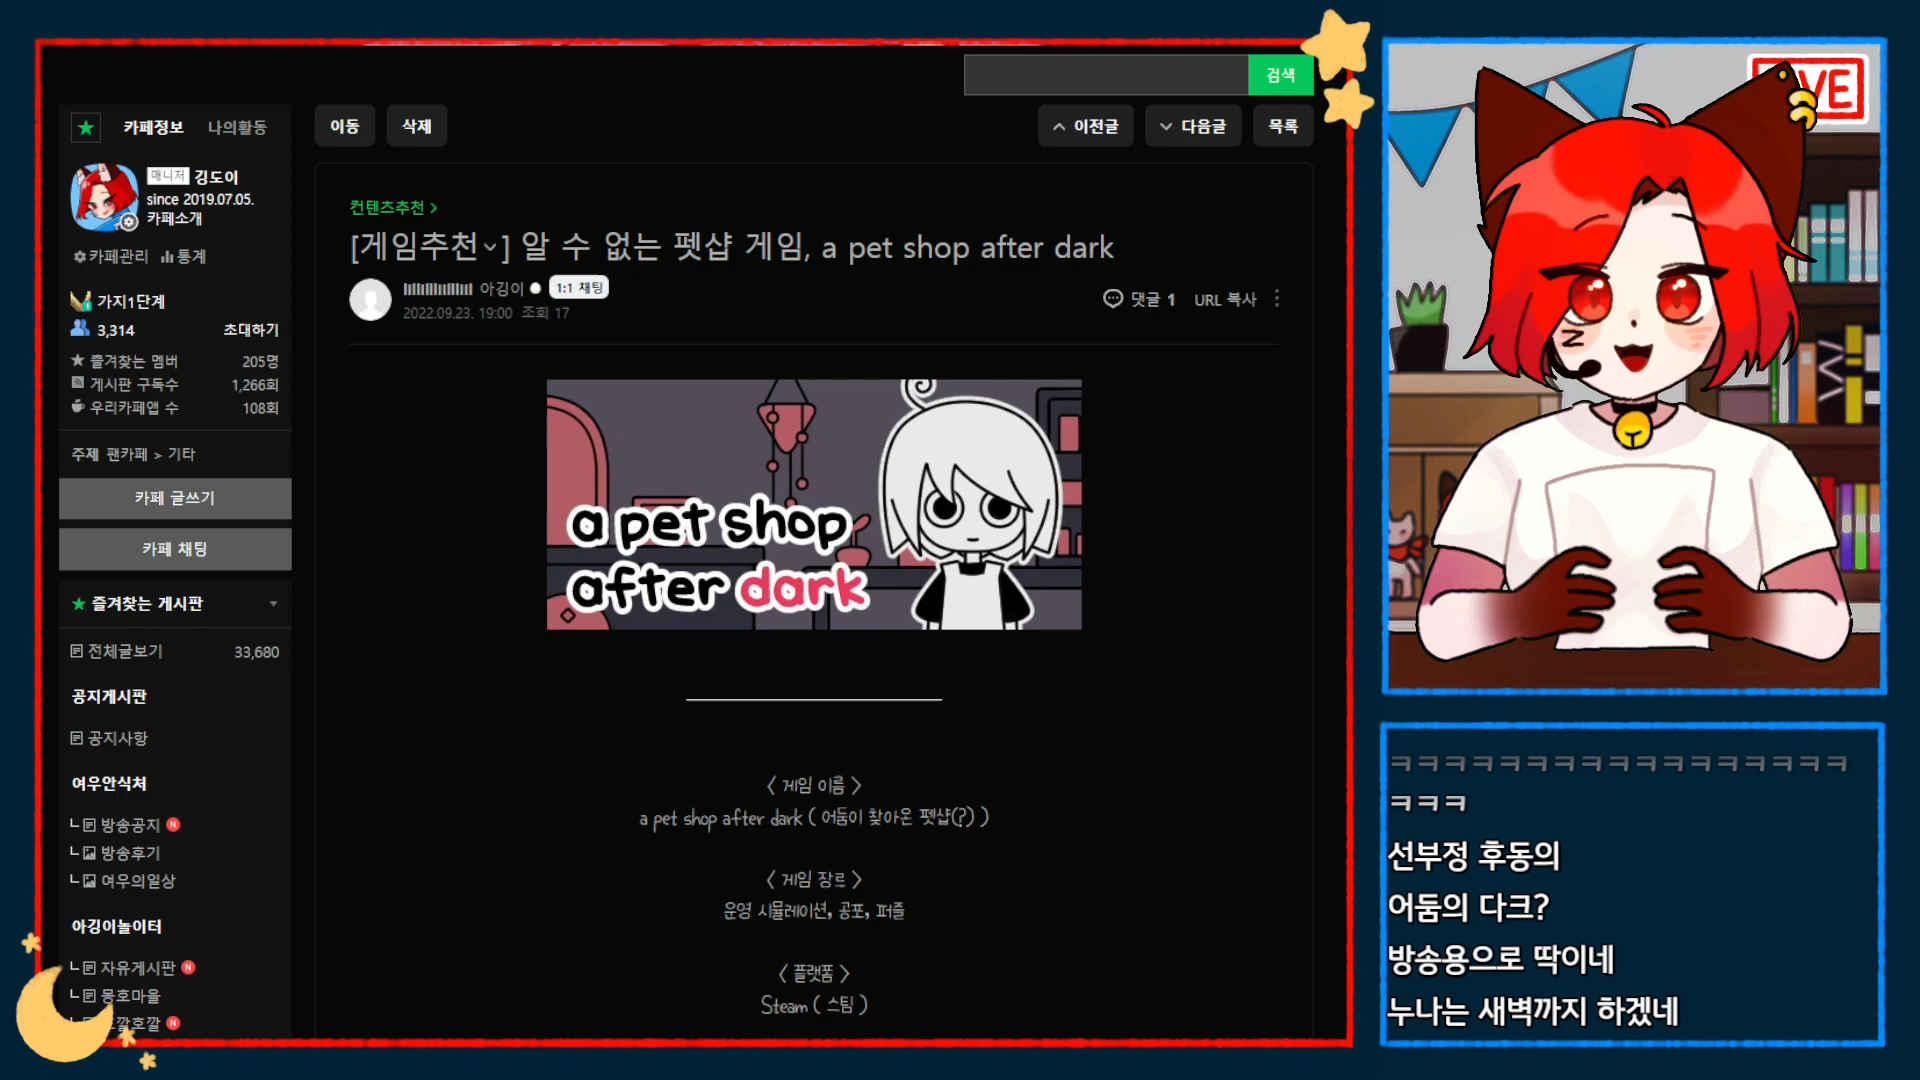 검색
카페정보 나의활동
매니저 깅도이
since 2019.07.05.
카페소개
카페관리 통계
가지1단계
3,314 초대하기
즐겨찾는 멤버 205명
게시판 구독수 1,266회
우리카페앱 수 108회
주제 팬카페 > 기타
카페 글쓰기
카페 채팅
즐겨찾는 게시판
전체글보기 33,680
공지게시판
공지사항
여우안식처
방송공지 N
방송후기
여우의일상
아깅이놀이터
자유게시판 N
몽호마을
깔호깔 N
이동 삭제
이전글 다음글 목록
컨텐츠추천 >
[게임추천] 알 수 없는 펫샵 게임, a pet shop after dark
아깅이 1:1 채팅
2022.09.23. 19:00 조회 17
댓글 1 URL 복사
a pet shop
after dark
< 게임 이름 >
a pet shop after dark ( 어둠이 찾아온 펫샵(?) )
< 게임 장르 >
운영 시뮬레이션, 공포, 퍼즐
< 플랫폼 >
Steam ( 스팀 )
VE
ㅋㅋㅋㅋㅋㅋㅋㅋㅋㅋㅋㅋㅋㅋㅋㅋㅋ
ㅋㅋㅋ
선부정 후동의
어둠의 다크?
방송용으로 딱이네
누나는 새벽까지 하겠네